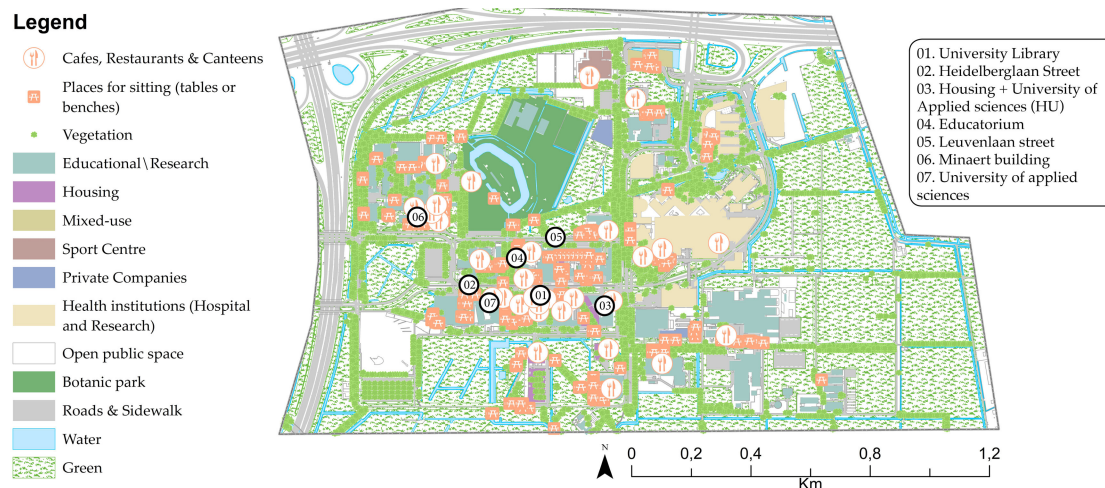 Legend
Cafes, Restaurants & Canteens
Places for sitting (tables or
benches)
Vegetation
Educational\Research
Housing
Mixed-use
Sport Centre
Private Companies
Health institutions (Hospital
and Research)
Open public space
Botanic park
Roads & Sidewalk
Water
Green
06
05
04
02
07
01
03
01. University Library
02. Heidelberglaan Street
03. Housing + University of
Applied sciences (HU)
04. Educatorium
05. Leuvenlaan street
06. Minaert building
07. University of applied
sciences
N
0 0,2 0,4 0,8 1,2
Km